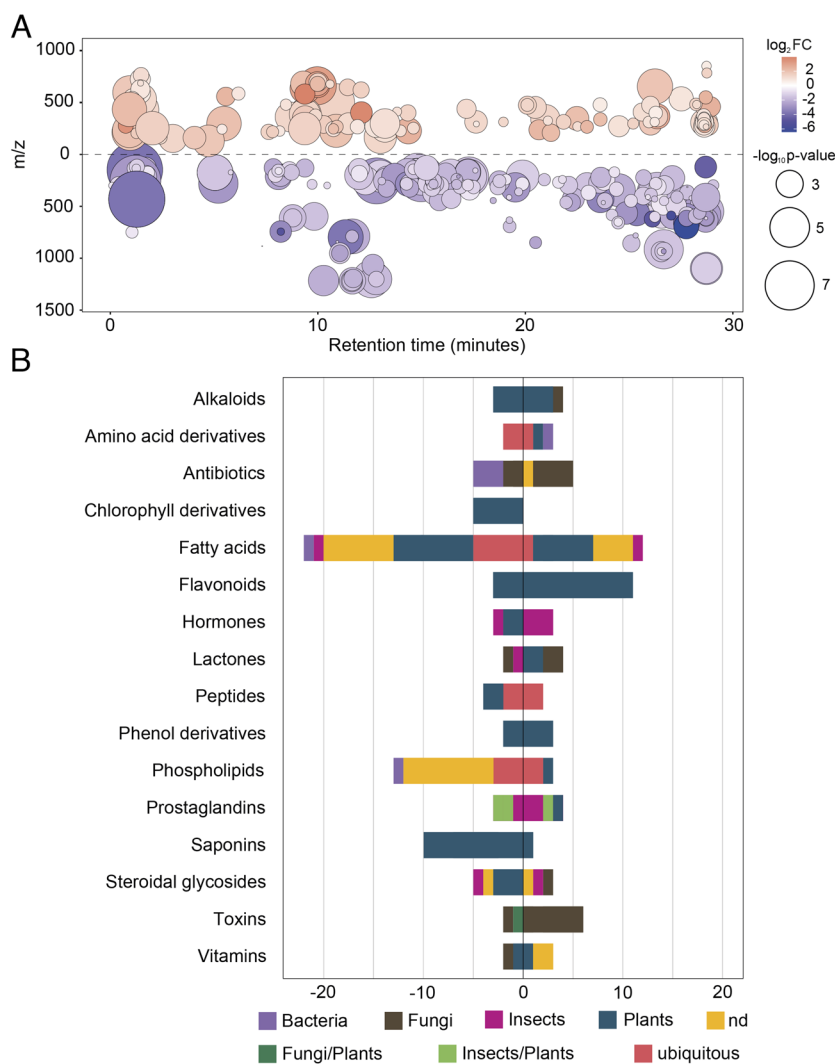 A
log₂FC
1000
500
0
500
1000
1500
m/z
2
0
-2
-4
-6
-log₁₀p-value
3
5
7
0 10 20 30
Retention time (minutes)
B
Alkaloids
Amino acid derivatives
Antibiotics
Chlorophyll derivatives
Fatty acids
Flavonoids
Hormones
Lactones
Peptides
Phenol derivatives
Phospholipids
Prostaglandins
Saponins
Steroidal glycosides
Toxins
Vitamins
-20 -10 0 10 20
Bacteria Fungi Insects Plants nd
Fungi/Plants Insects/Plants ubiquitous